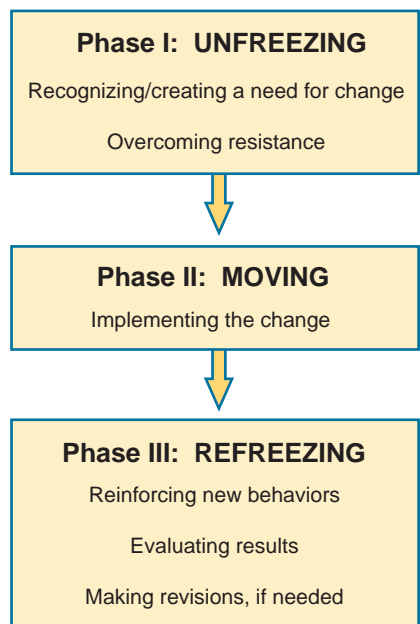 Phase I: UNFREEZING
Recognizing/creating a need for change
Overcoming resistance
Phase II: MOVING
Implementing the change
Phase III: REFREEZING
Reinforcing new behaviors
Evaluating results
Making revisions, if needed